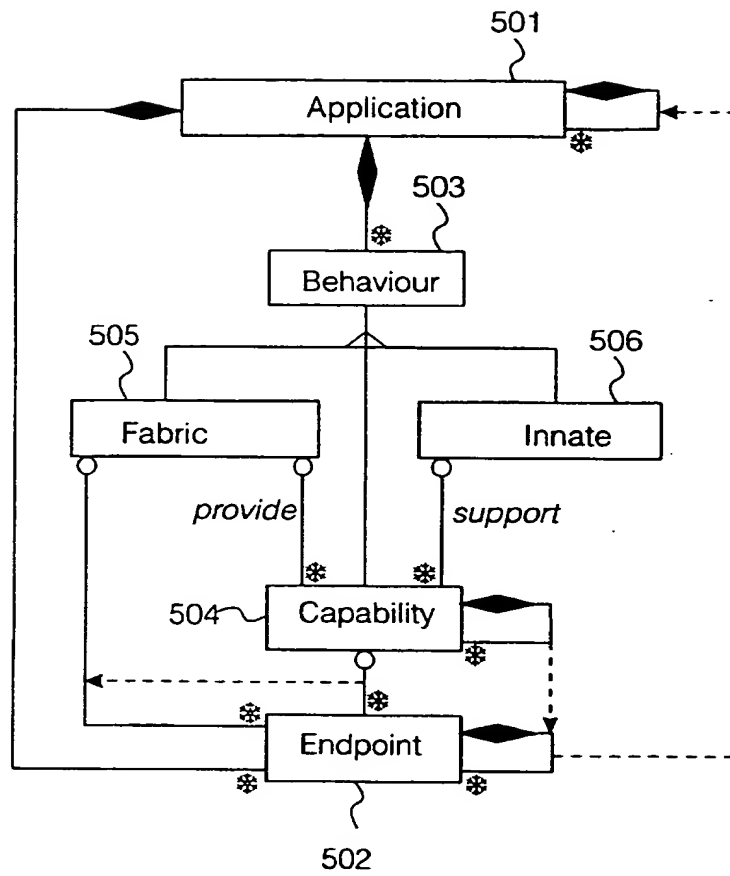 501
Application
503
Behaviour
505
506
Fabric
Innate
provide
support
504
Capability
Endpoint
502